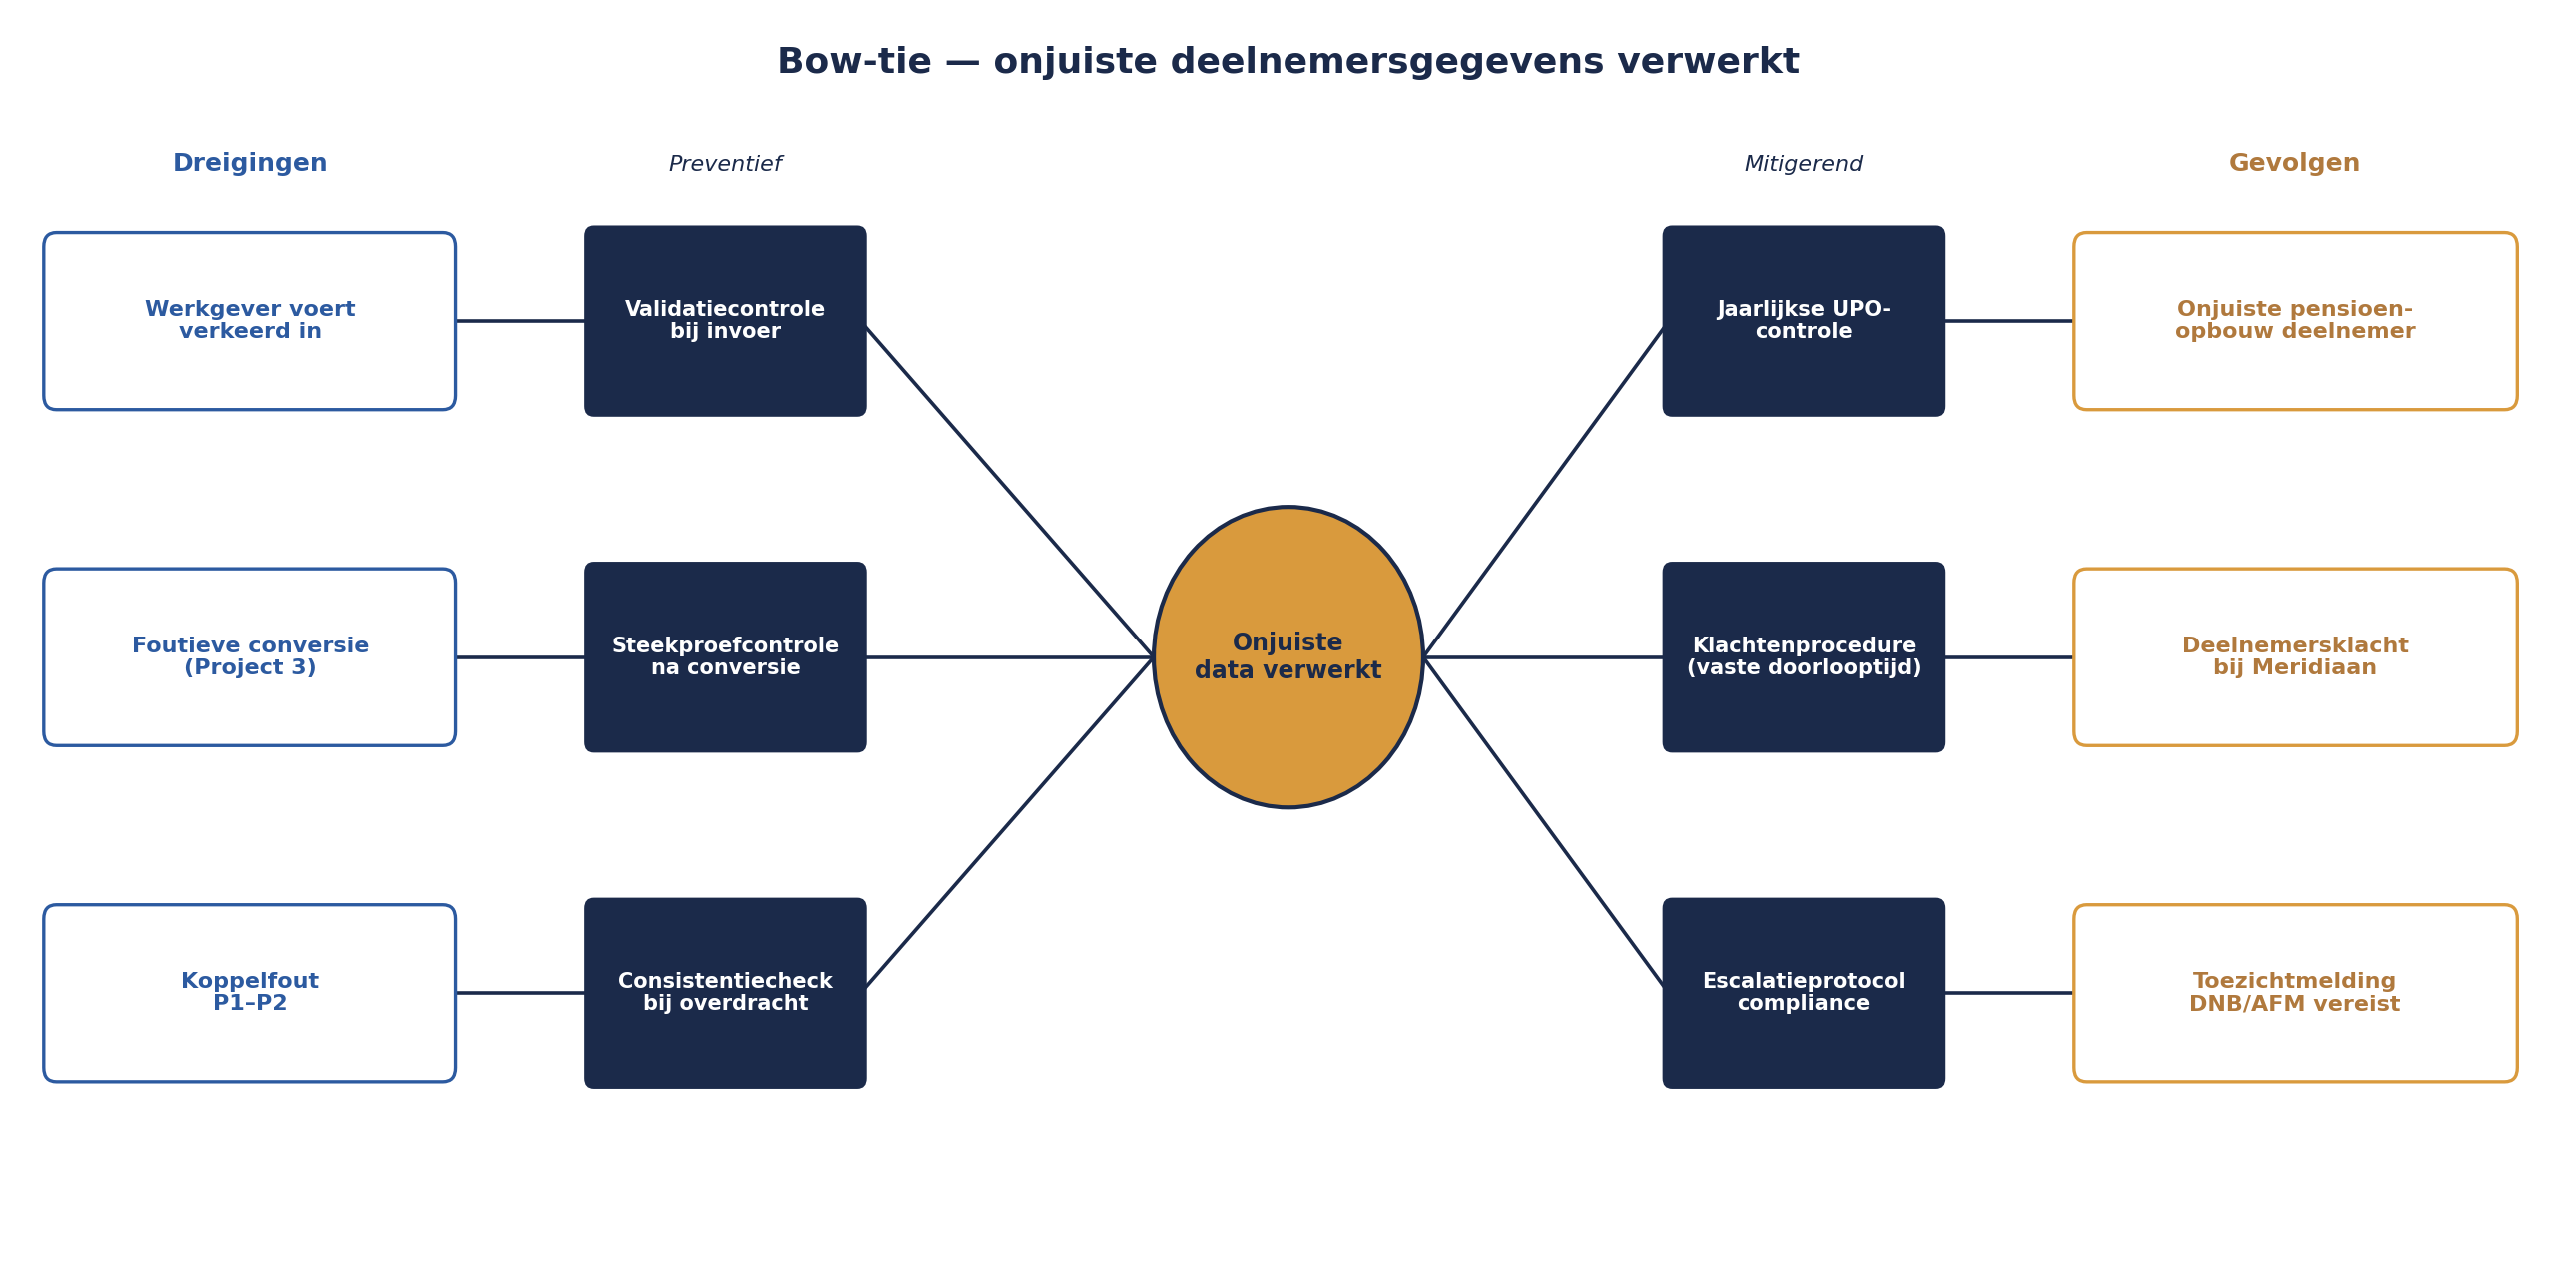 Bow-tie — onjuiste deelnemersgegevens verwerkt
Dreigingen
Preventief
Mitigerend
Gevolgen
Werkgever voert
verkeerd in
Validatiecontrole
bij invoer
Jaarlijkse UPO-
controle
Onjuiste pensioen-
opbouw deelnemer
Foutieve conversie
(Project 3)
Steekproefcontrole
na conversie
Onjuiste
data verwerkt
Klachtenprocedure
(vaste doorlooptijd)
Deelnemersklacht
bij Meridiaan
Koppelfout
P1–P2
Consistentiecheck
bij overdracht
Escalatieprotocol
compliance
Toezichtmelding
DNB/AFM vereist